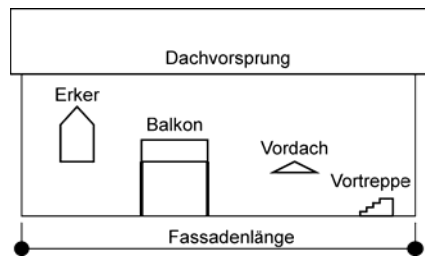 Dachvorsprung
Erker
Balkon
Vordach
Vortreppe
Fassadenlänge